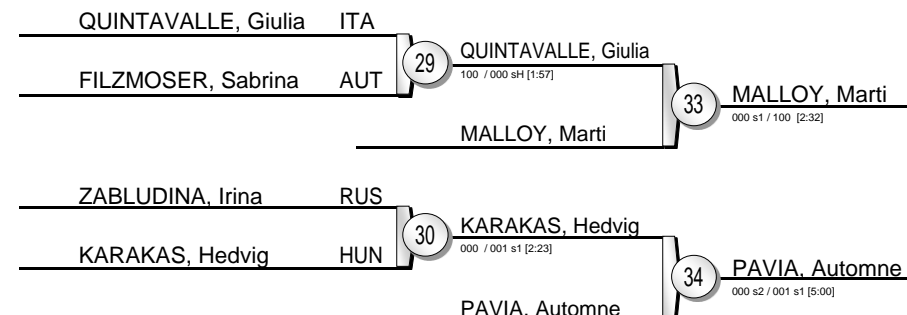 QUINTAVALLE, Giulia ITA
FILZMOSER, Sabrina AUT
29
QUINTAVALLE, Giulia
100 / 000 sH [1:57]
MALLOY, Marti
33
MALLOY, Marti
000 s1 / 100 [2:32]
ZABLUDINA, Irina RUS
KARAKAS, Hedvig HUN
30
KARAKAS, Hedvig
000 / 001 s1 [2:23]
PAVIA, Automne
34
PAVIA, Automne
000 s2 / 001 s1 [5:00]